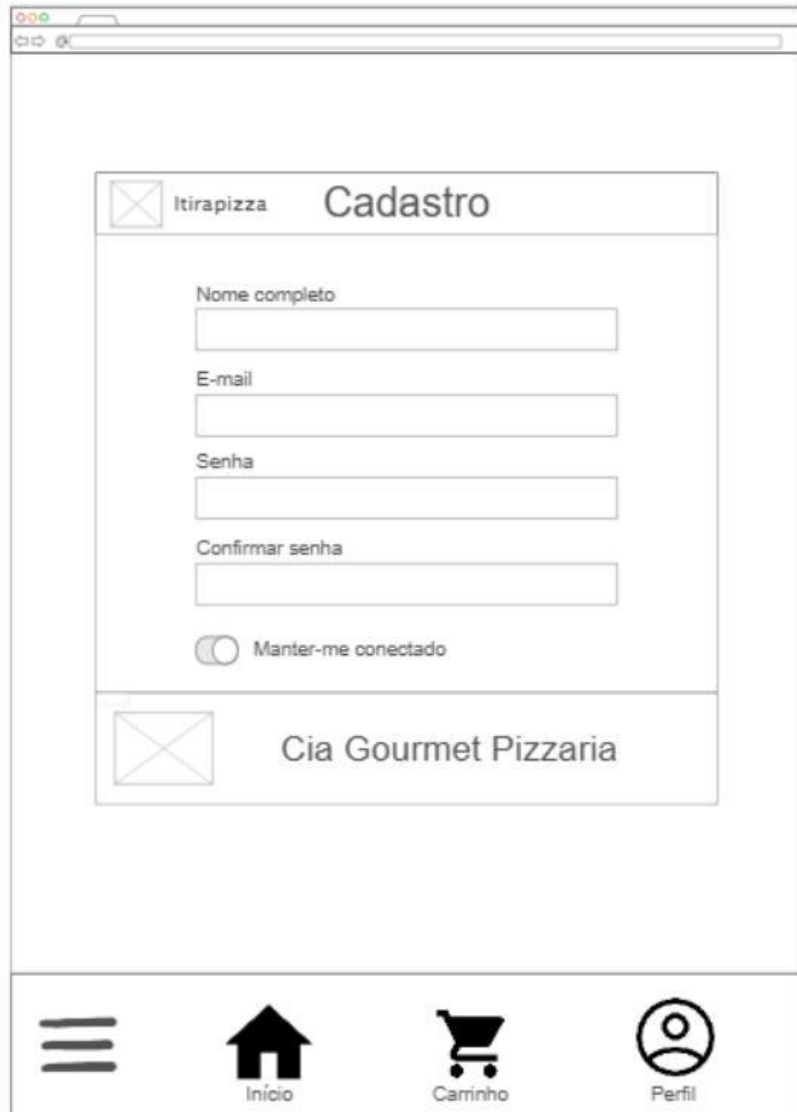 Itirapizza Cadastro
Nome completo
E-mail
Senha
Confirmar senha
Manter-me conectado
Cia Gourmet Pizzaria
Início Carrinho Perfil